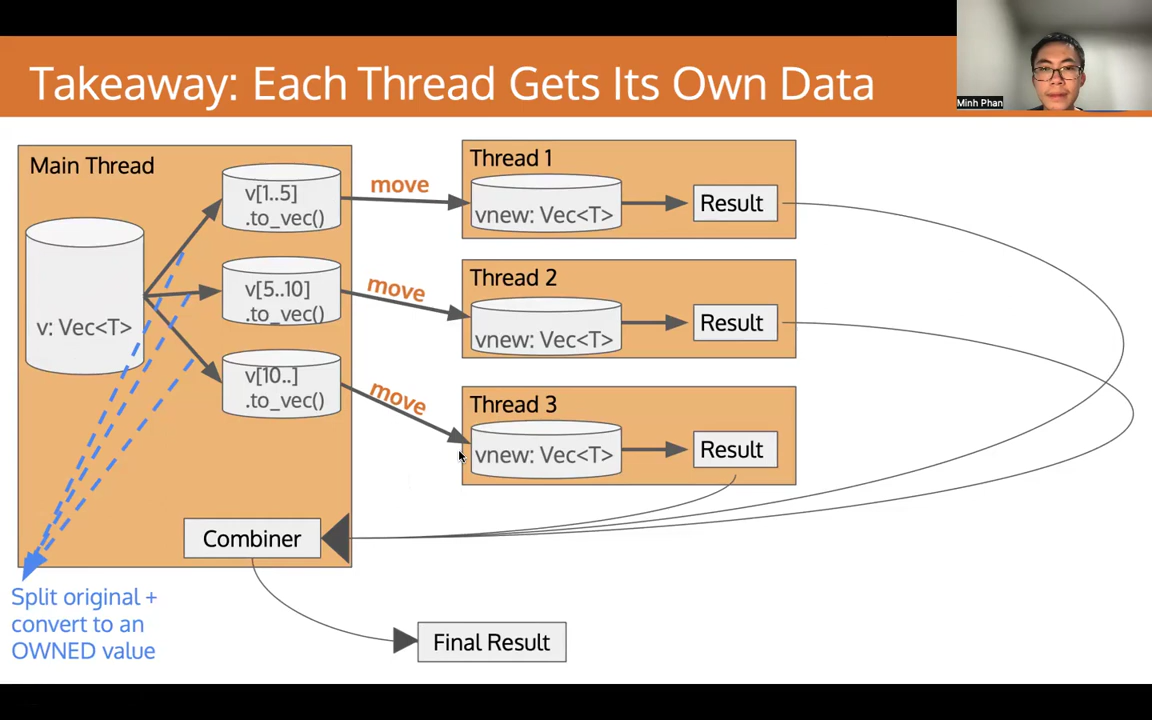 Takeaway: Each Thread Gets Its Own Data
Minh Phan
Main Thread
v: Vec<T>
v[1..5]
.to_vec()
v[5..10]
.to_vec()
v[10..]
.to_vec()
move
move
move
Thread 1
vnew: Vec<T>
Result
Thread 2
vnew: Vec<T>
Result
Thread 3
vnew: Vec<T>
Result
Combiner
Split original +
convert to an
OWNED value
Final Result